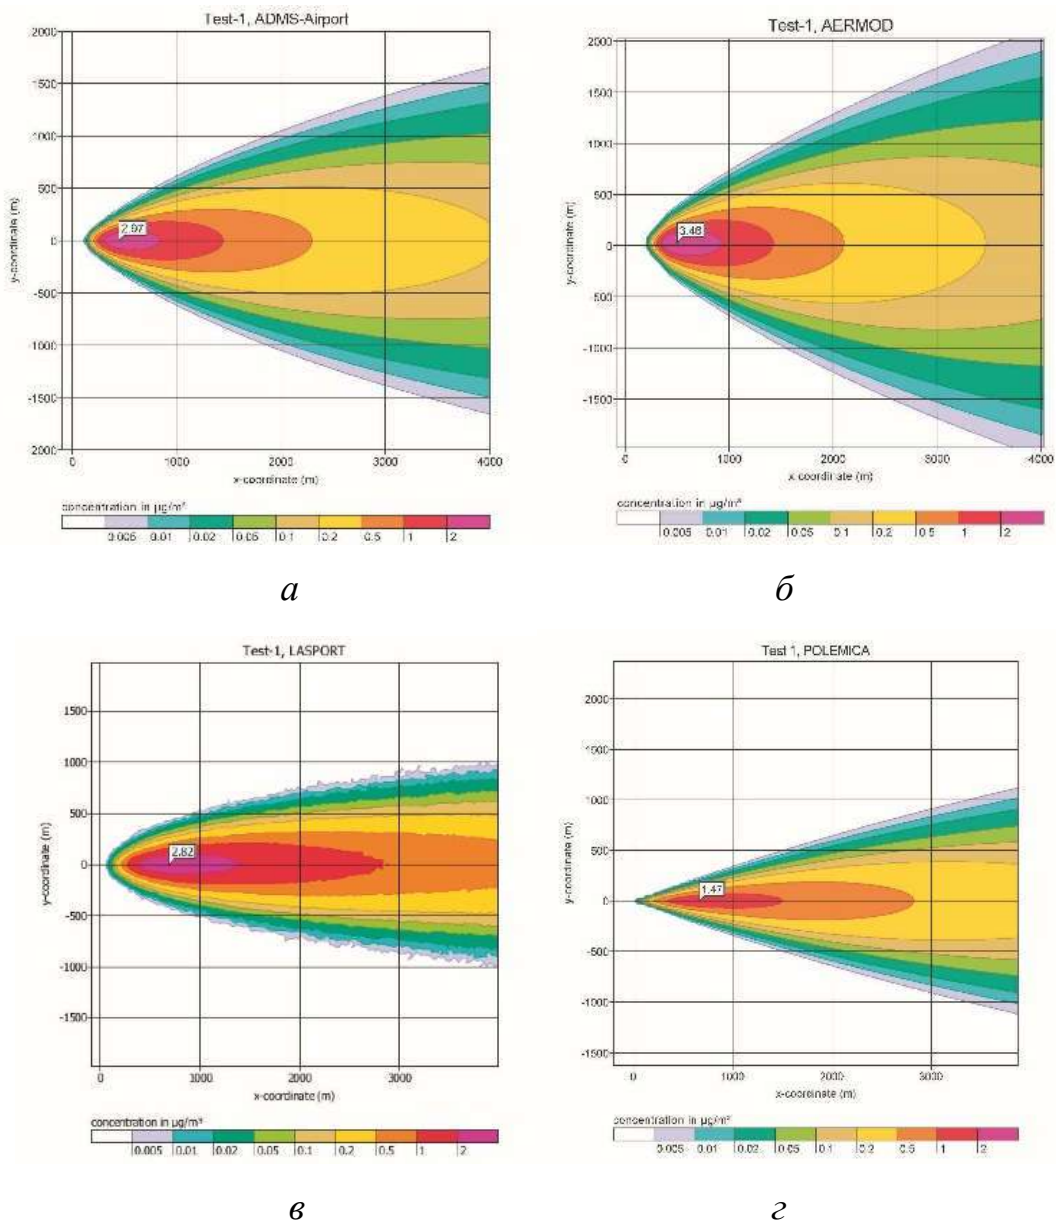 Test-1, ADMS-Airport
2000
1500
1000
500
0
-500
-1000
-1500
2000
y-coordinate (m)
2.97
0 1000 2000 3000 4000
x-coordinate (m)
concentration in µg/m³
0.005 0.01 0.02 0.05 0.1 0.2 0.5 1 2
а
Test-1, AERMOD
2000
1500
1000
500
0
-500
-1000
-1500
y-coordinate (m)
3.48
0 1000 2000 3000 4000
x coordinate (m)
concentration in µg/m³
0.005 0.01 0.02 0.05 0.1 0.2 0.5 1 2
б
Test-1, LASPORT
1500
1000
500
0
-500
-1000
-1500
y-coordinate (m)
2.82
0 1000 2000 3000
x-coordinate (m)
concentration in µg/m³
0.005 0.01 0.02 0.05 0.1 0.2 0.5 1 2
в
Test 1, POLEMICA
2000
1500
1000
500
0
-500
-1000
-1500
y-coordinate (m)
1.47
0 1000 2000 3000
x-coordinate (m)
concentration in µg/m³
0.005 0.01 0.02 0.05 0.1 0.2 0.5 1 2
г